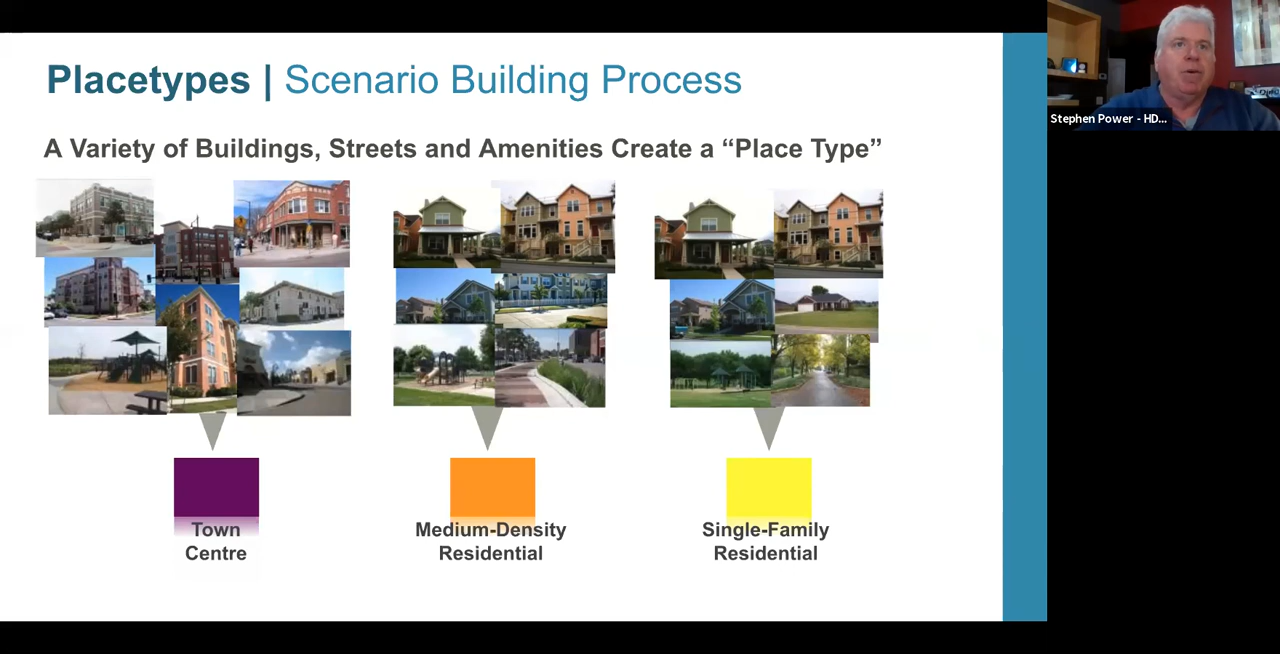 Placetypes | Scenario Building Process
A Variety of Buildings, Streets and Amenities Create a “Place Type”
Town
Centre
Medium-Density
Residential
Single-Family
Residential
Stephen Power - HD...